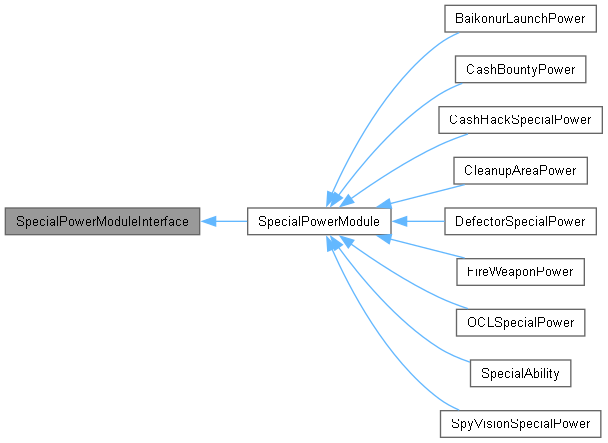 BaikonurLaunchPower
CashBountyPower
CashHackSpecialPower
CleanupAreaPower
SpecialPowerModuleInterface
SpecialPowerModule
DefectorSpecialPower
FireWeaponPower
OCLSpecialPower
SpecialAbility
SpyVisionSpecialPower